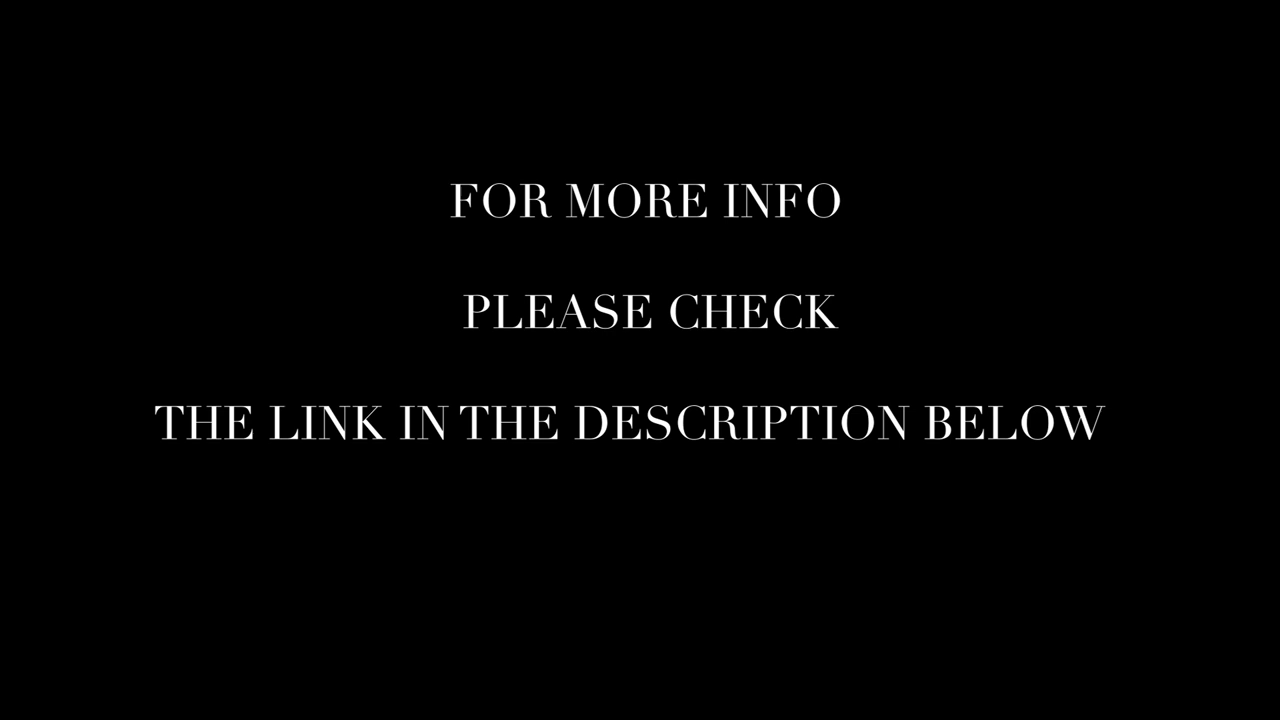 FOR MORE INFO
PLEASE CHECK
THE LINK IN THE DESCRIPTION BELOW